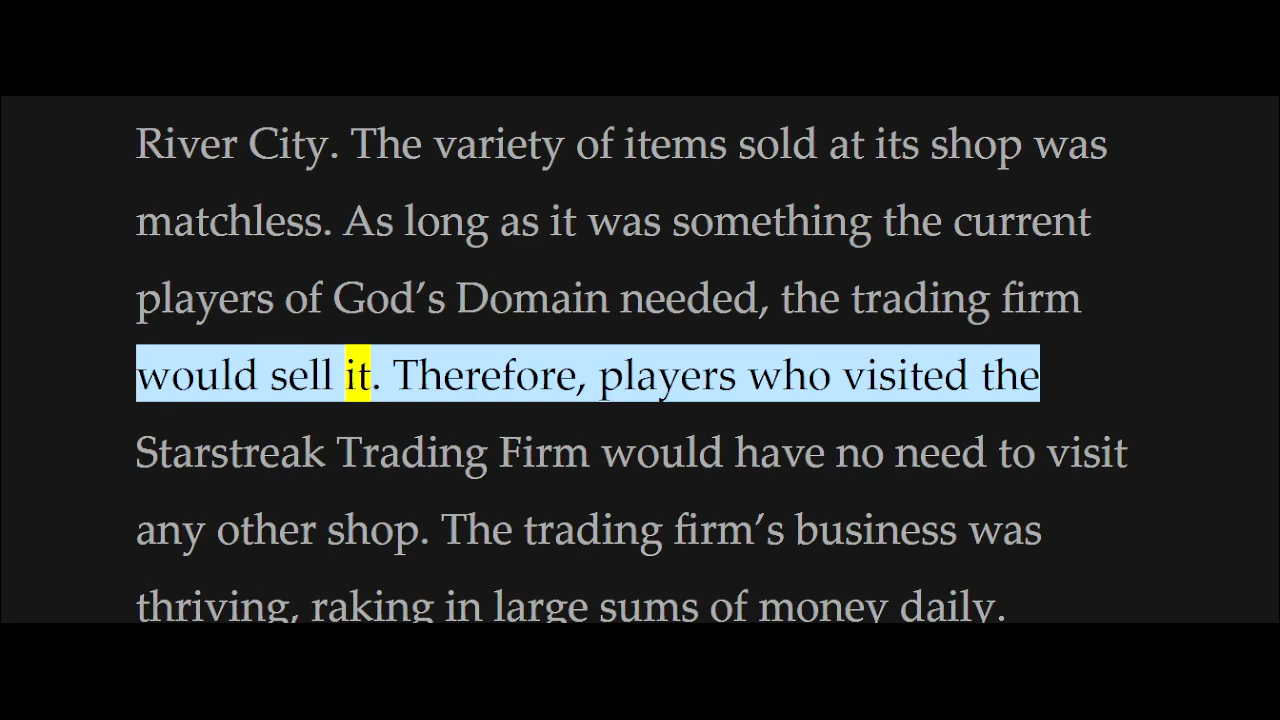 River City. The variety of items sold at its shop was
matchless. As long as it was something the current
players of God’s Domain needed, the trading firm
would sell it. Therefore, players who visited the
Starstreak Trading Firm would have no need to visit
any other shop. The trading firm’s business was
thriving, raking in large sums of money daily.